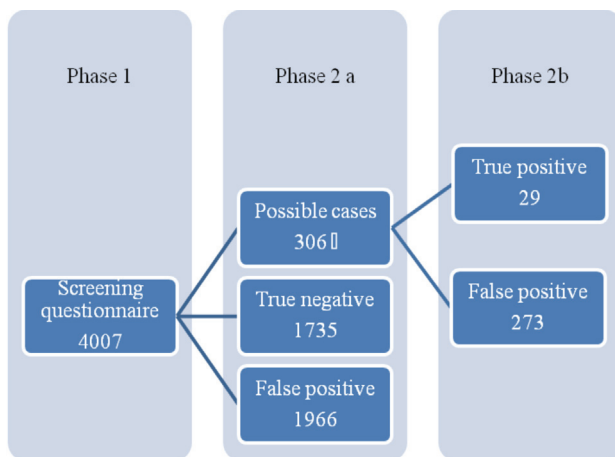 Phase 1
Phase 2 a
Phase 2b
Screening
questionnaire
4007
Possible cases
306▯
True negative
1735
False positive
1966
True positive
29
False positive
273